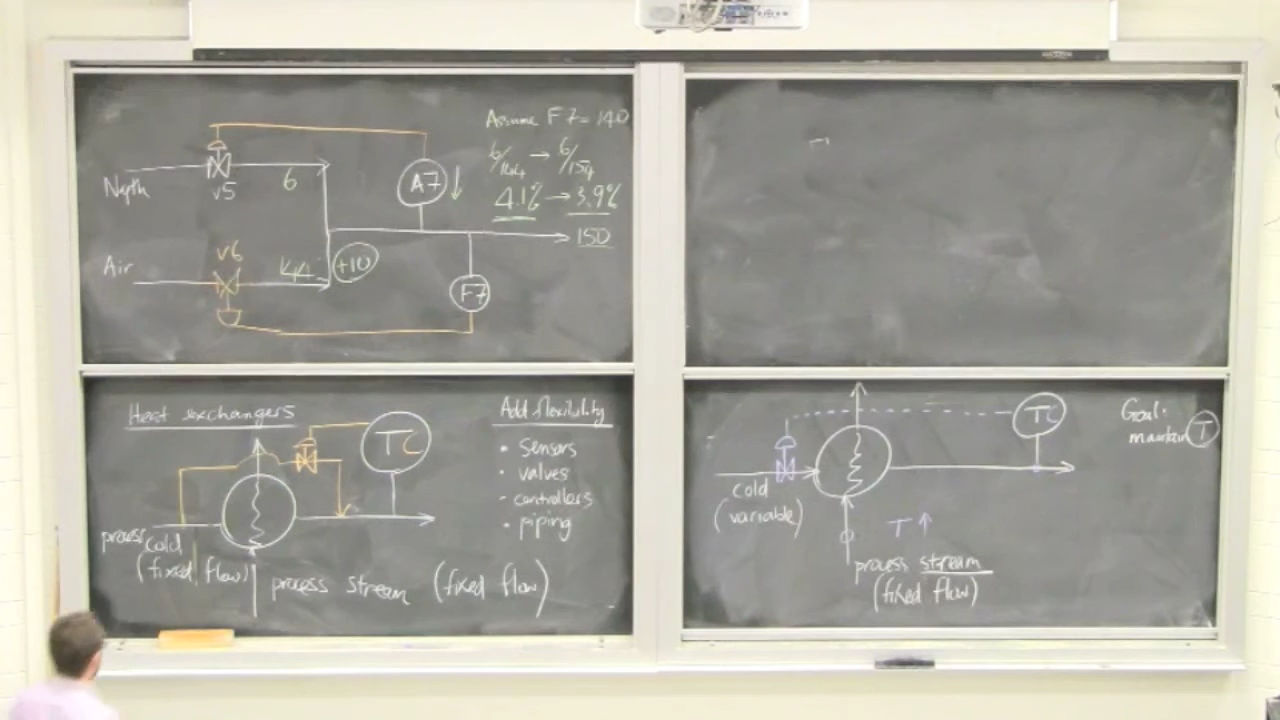 Assume F7=140
6/144 → 6/154
4.1% → 3.9%
150
A7 ↓
Napth
v5
6
v6
Air
44
+10
F7
Heat exchangers
TC
process cold
(fixed flow)
process stream (fixed flow)
Add flexibility
• sensors
• valves
• controllers
• piping
TC
Goal:
maintain T
cold
(variable)
T ↑
process stream
(fixed flow)